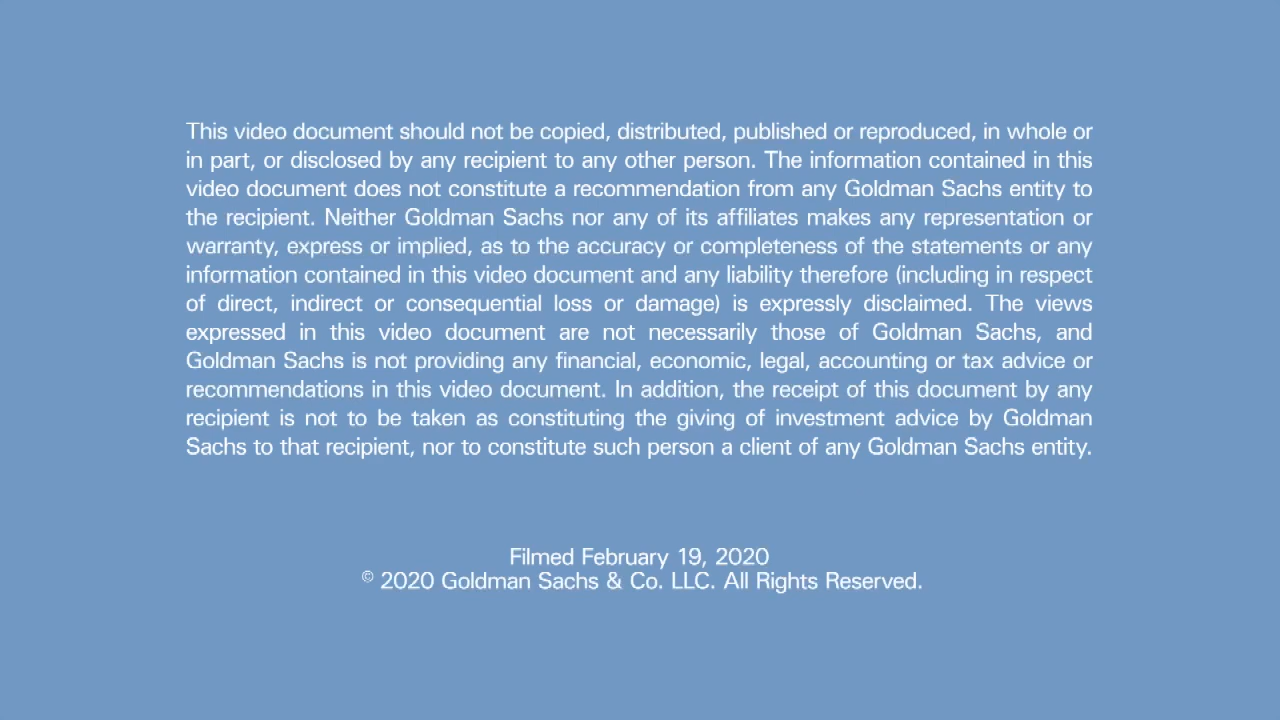 This video document should not be copied, distributed, published or reproduced, in whole or
in part, or disclosed by any recipient to any other person. The information contained in this
video document does not constitute a recommendation from any Goldman Sachs entity to
the recipient. Neither Goldman Sachs nor any of its affiliates makes any representation or
warranty, express or implied, as to the accuracy or completeness of the statements or any
information contained in this video document and any liability therefore (including in respect
of direct, indirect or consequential loss or damage) is expressly disclaimed. The views
expressed in this video document are not necessarily those of Goldman Sachs, and
Goldman Sachs is not providing any financial, economic, legal, accounting or tax advice or
recommendations in this video document. In addition, the receipt of this document by any
recipient is not to be taken as constituting the giving of investment advice by Goldman
Sachs to that recipient, nor to constitute such person a client of any Goldman Sachs entity.
Filmed February 19, 2020
© 2020 Goldman Sachs & Co. LLC. All Rights Reserved.